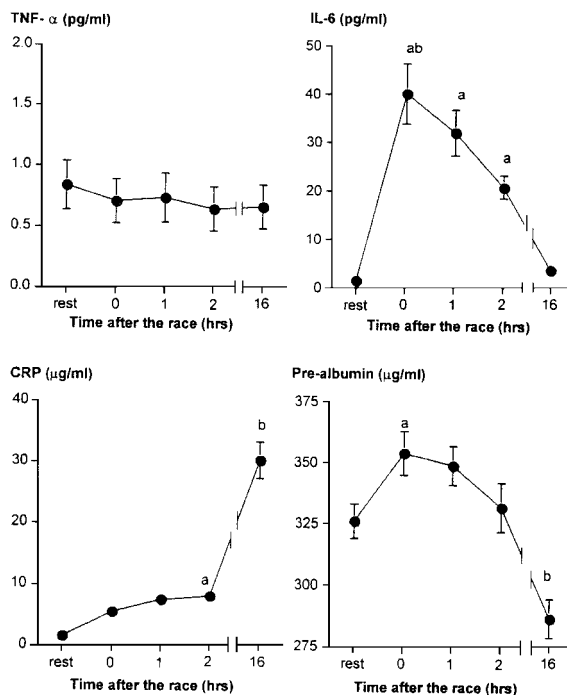 TNF- α (pg/ml)
2.0
1.5
1.0
0.5
0.0
rest 0 1 2 16
Time after the race (hrs)
IL-6 (pg/ml)
50
40
30
20
10
0
ab
a
a
rest 0 1 2 16
Time after the race (hrs)
CRP (μg/ml)
40
30
20
10
0
a
b
rest 0 1 2 16
Time after the race (hrs)
Pre-albumin (μg/ml)
375
350
325
300
275
a
b
rest 0 1 2 16
Time after the race (hrs)